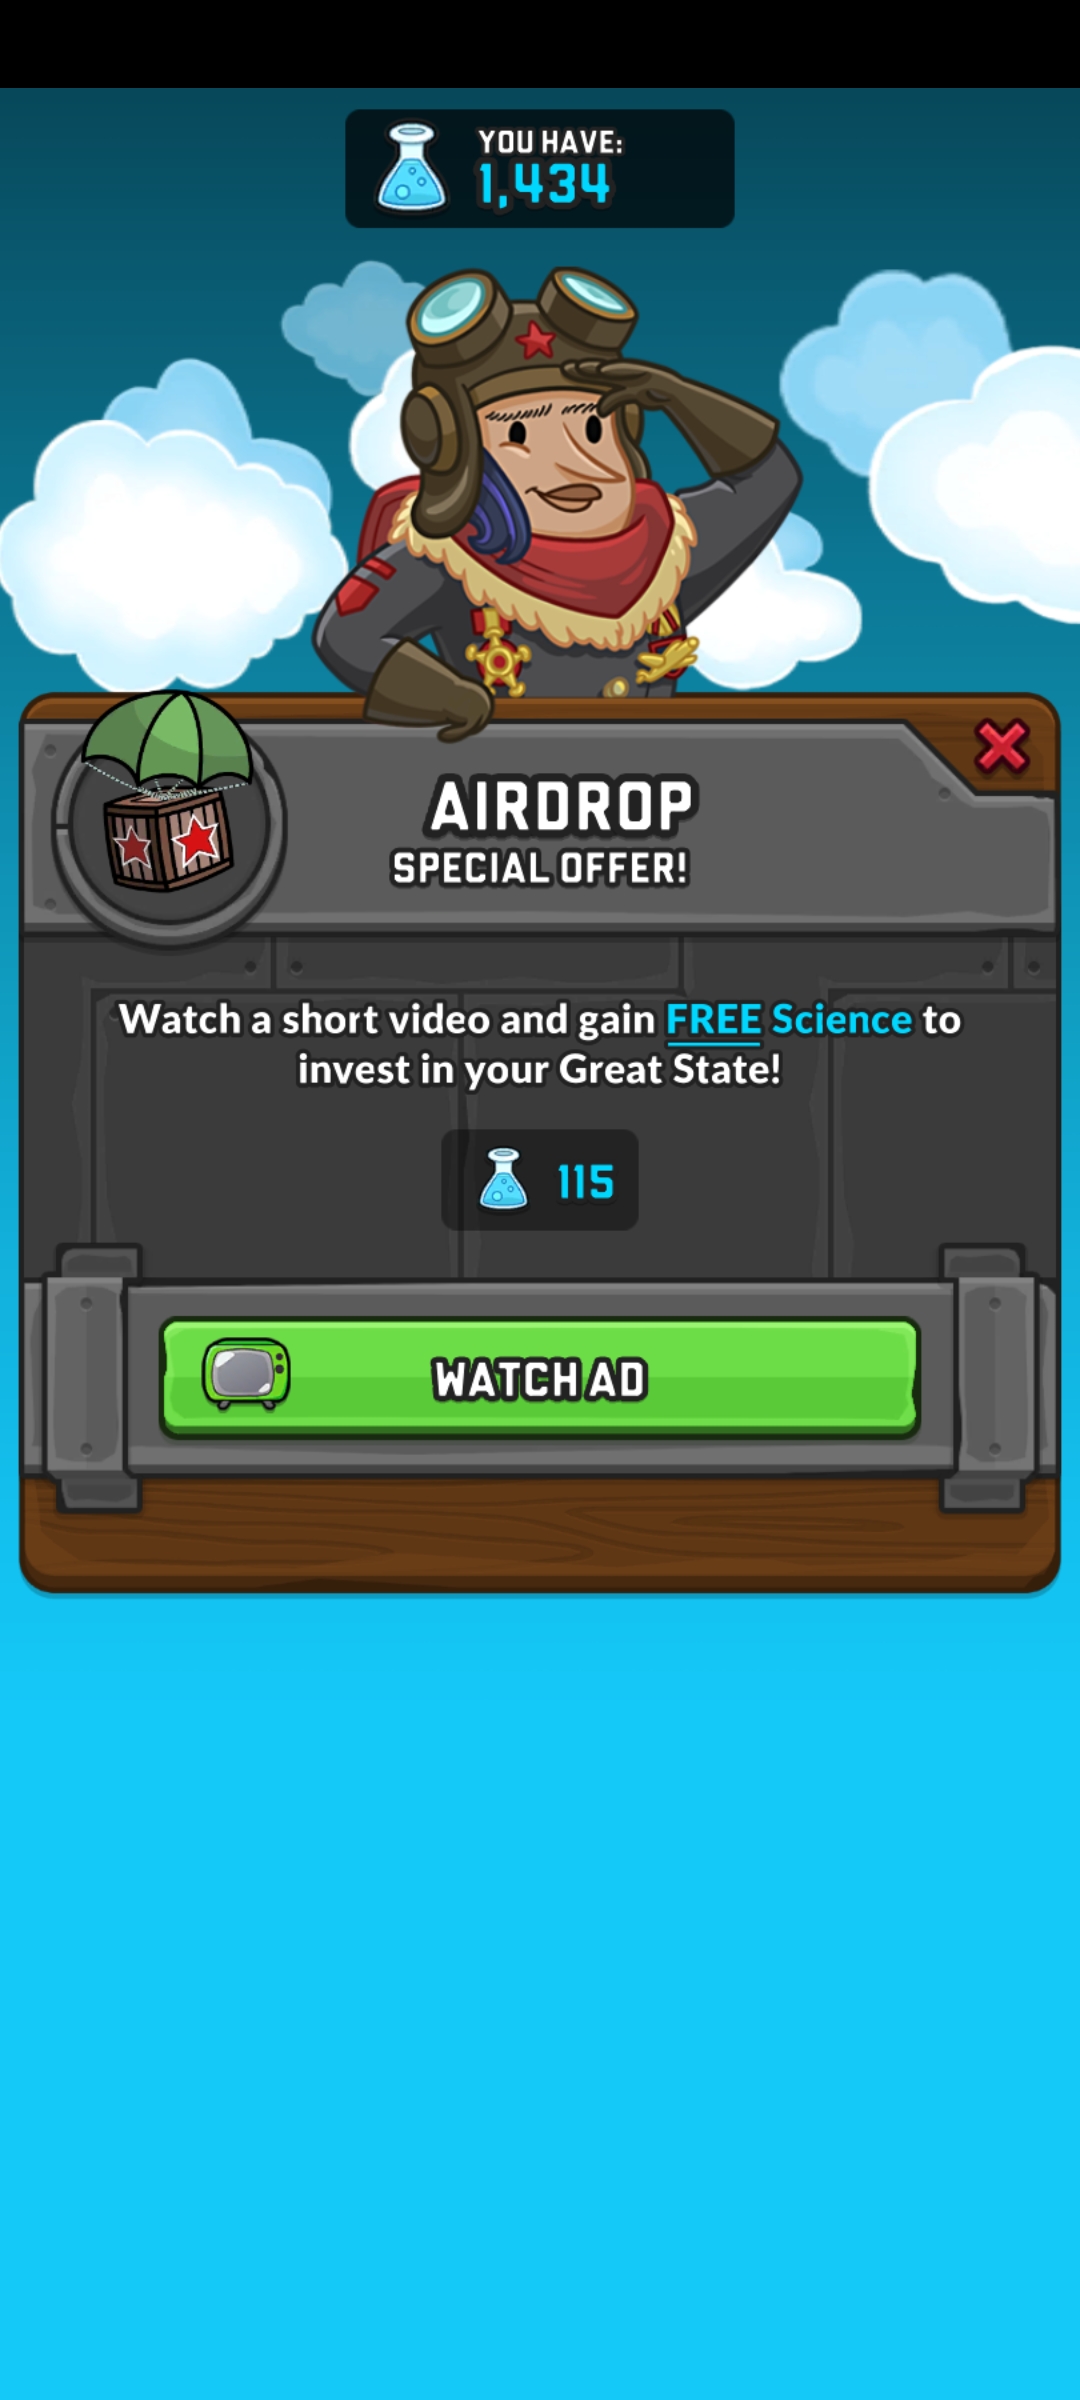 YOU HAVE:
1,434
AIRDROP
SPECIAL OFFER!
Watch a short video and gain FREE Science to
invest in your Great State!
115
WATCH AD